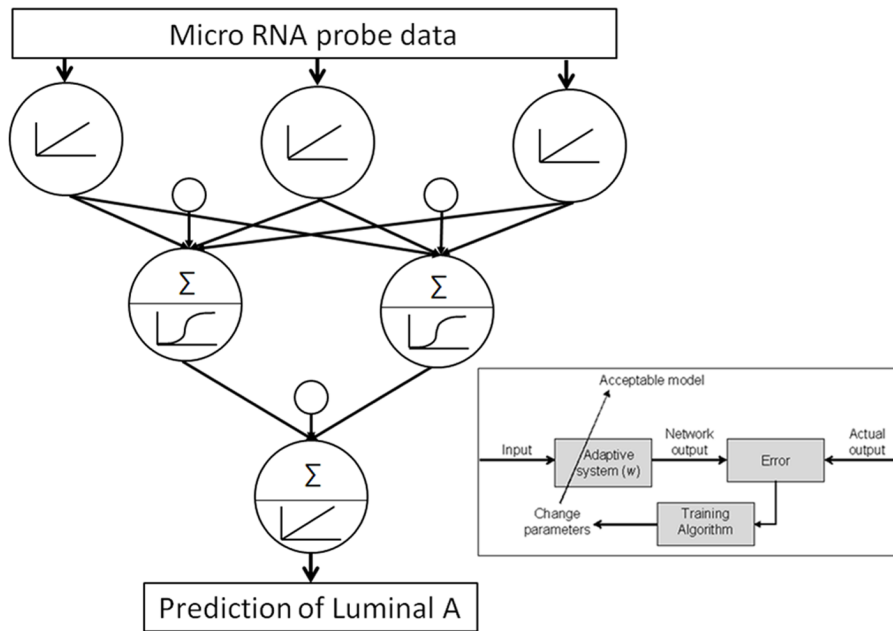 Micro RNA probe data
Σ
Σ
Σ
Prediction of Luminal A
Acceptable model
Input
Adaptive
system (w)
Network
output
Error
Actual
output
Change
parameters
Training
Algorithm